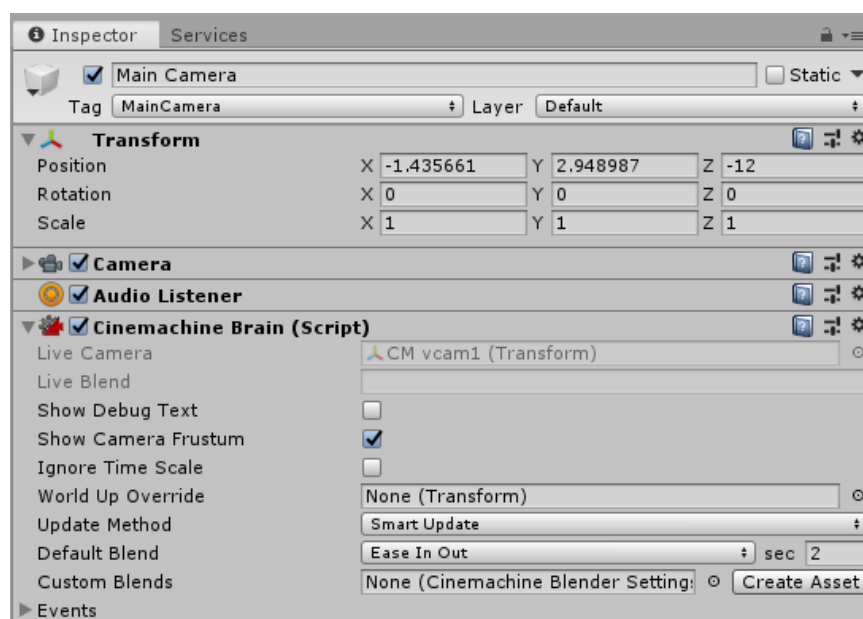 Inspector Services
Main Camera Static
Tag MainCamera Layer Default
Transform
Position X -1.435661 Y 2.948987 Z -12
Rotation X 0 Y 0 Z 0
Scale X 1 Y 1 Z 1
Camera
Audio Listener
Cinemachine Brain (Script)
Live Camera CM vcam1 (Transform)
Live Blend
Show Debug Text
Show Camera Frustum
Ignore Time Scale
World Up Override None (Transform)
Update Method Smart Update
Default Blend Ease In Out sec 2
Custom Blends None (Cinemachine Blender Settings Create Asset
Events